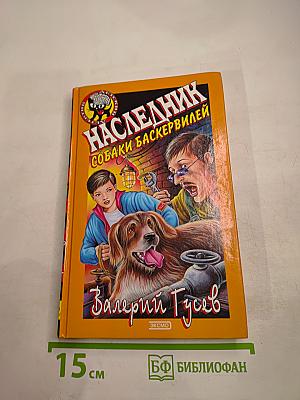 НАСЛЕДНИК
СОБАКИ БАСКЕРВИЛЕЙ
Валерий Гусев
ЭКСМО
15 см
БФ БИБЛИОФАН